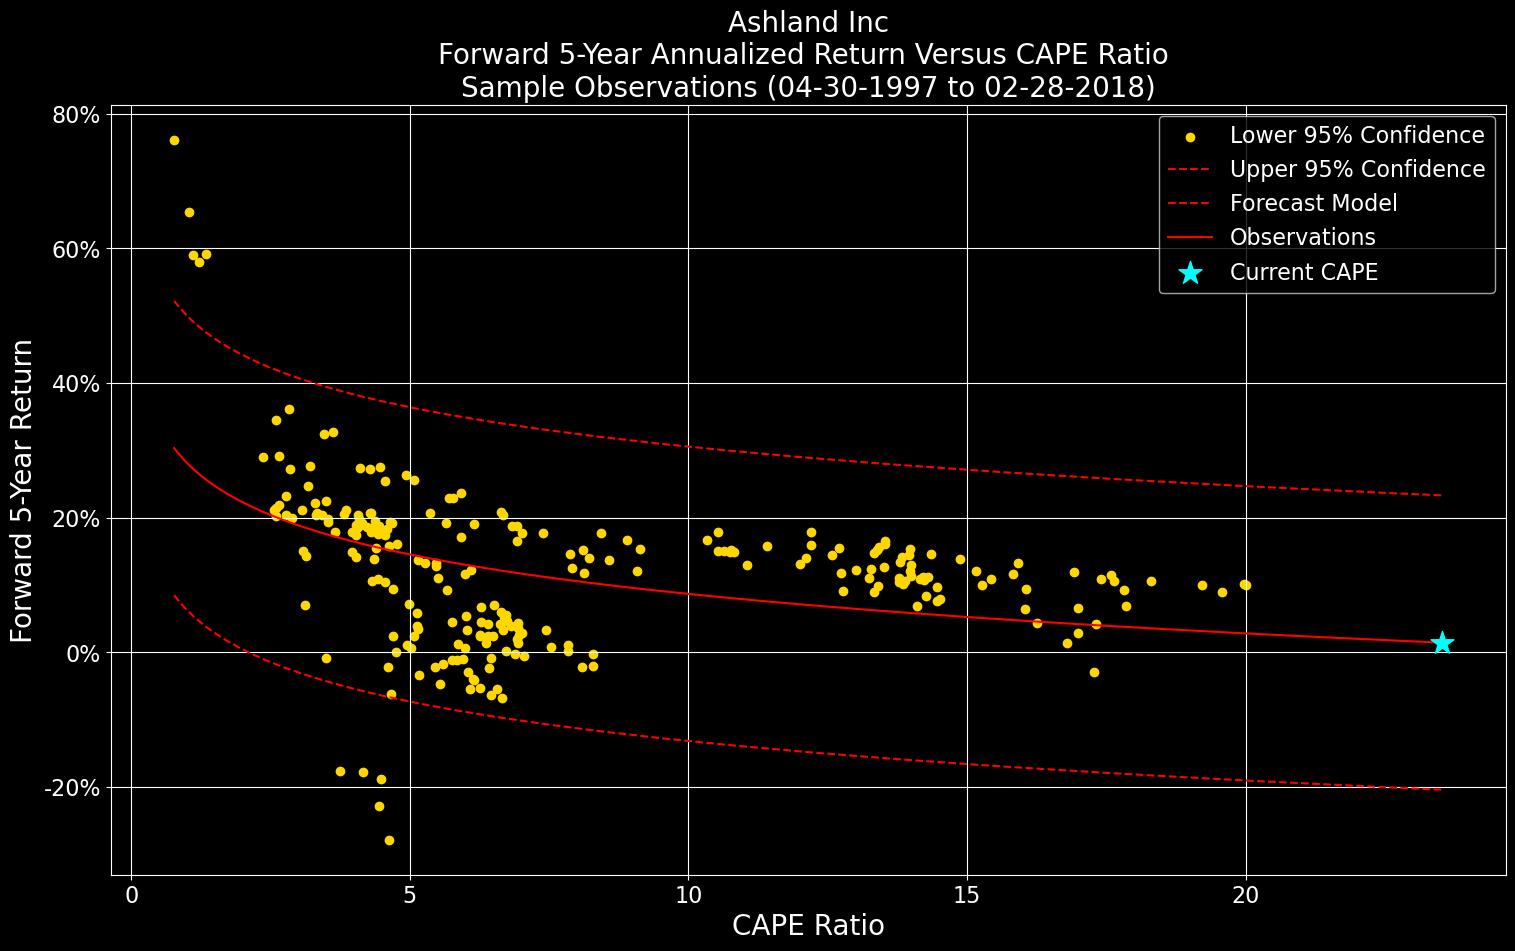 Ashland Inc
Forward 5-Year Annualized Return Versus CAPE Ratio
Sample Observations (04-30-1997 to 02-28-2018)
80%
60%
40%
20%
0%
-20%
Forward 5-Year Return
Lower 95% Confidence
Upper 95% Confidence
Forecast Model
Observations
Current CAPE
0
5
10
15
20
CAPE Ratio